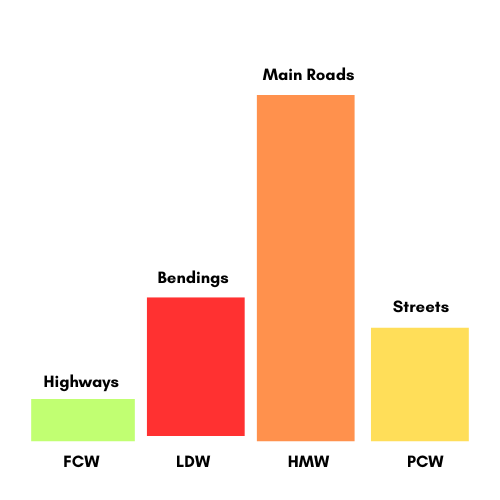 Main Roads
Bendings
Streets
Highways
FCW LDW HMW PCW